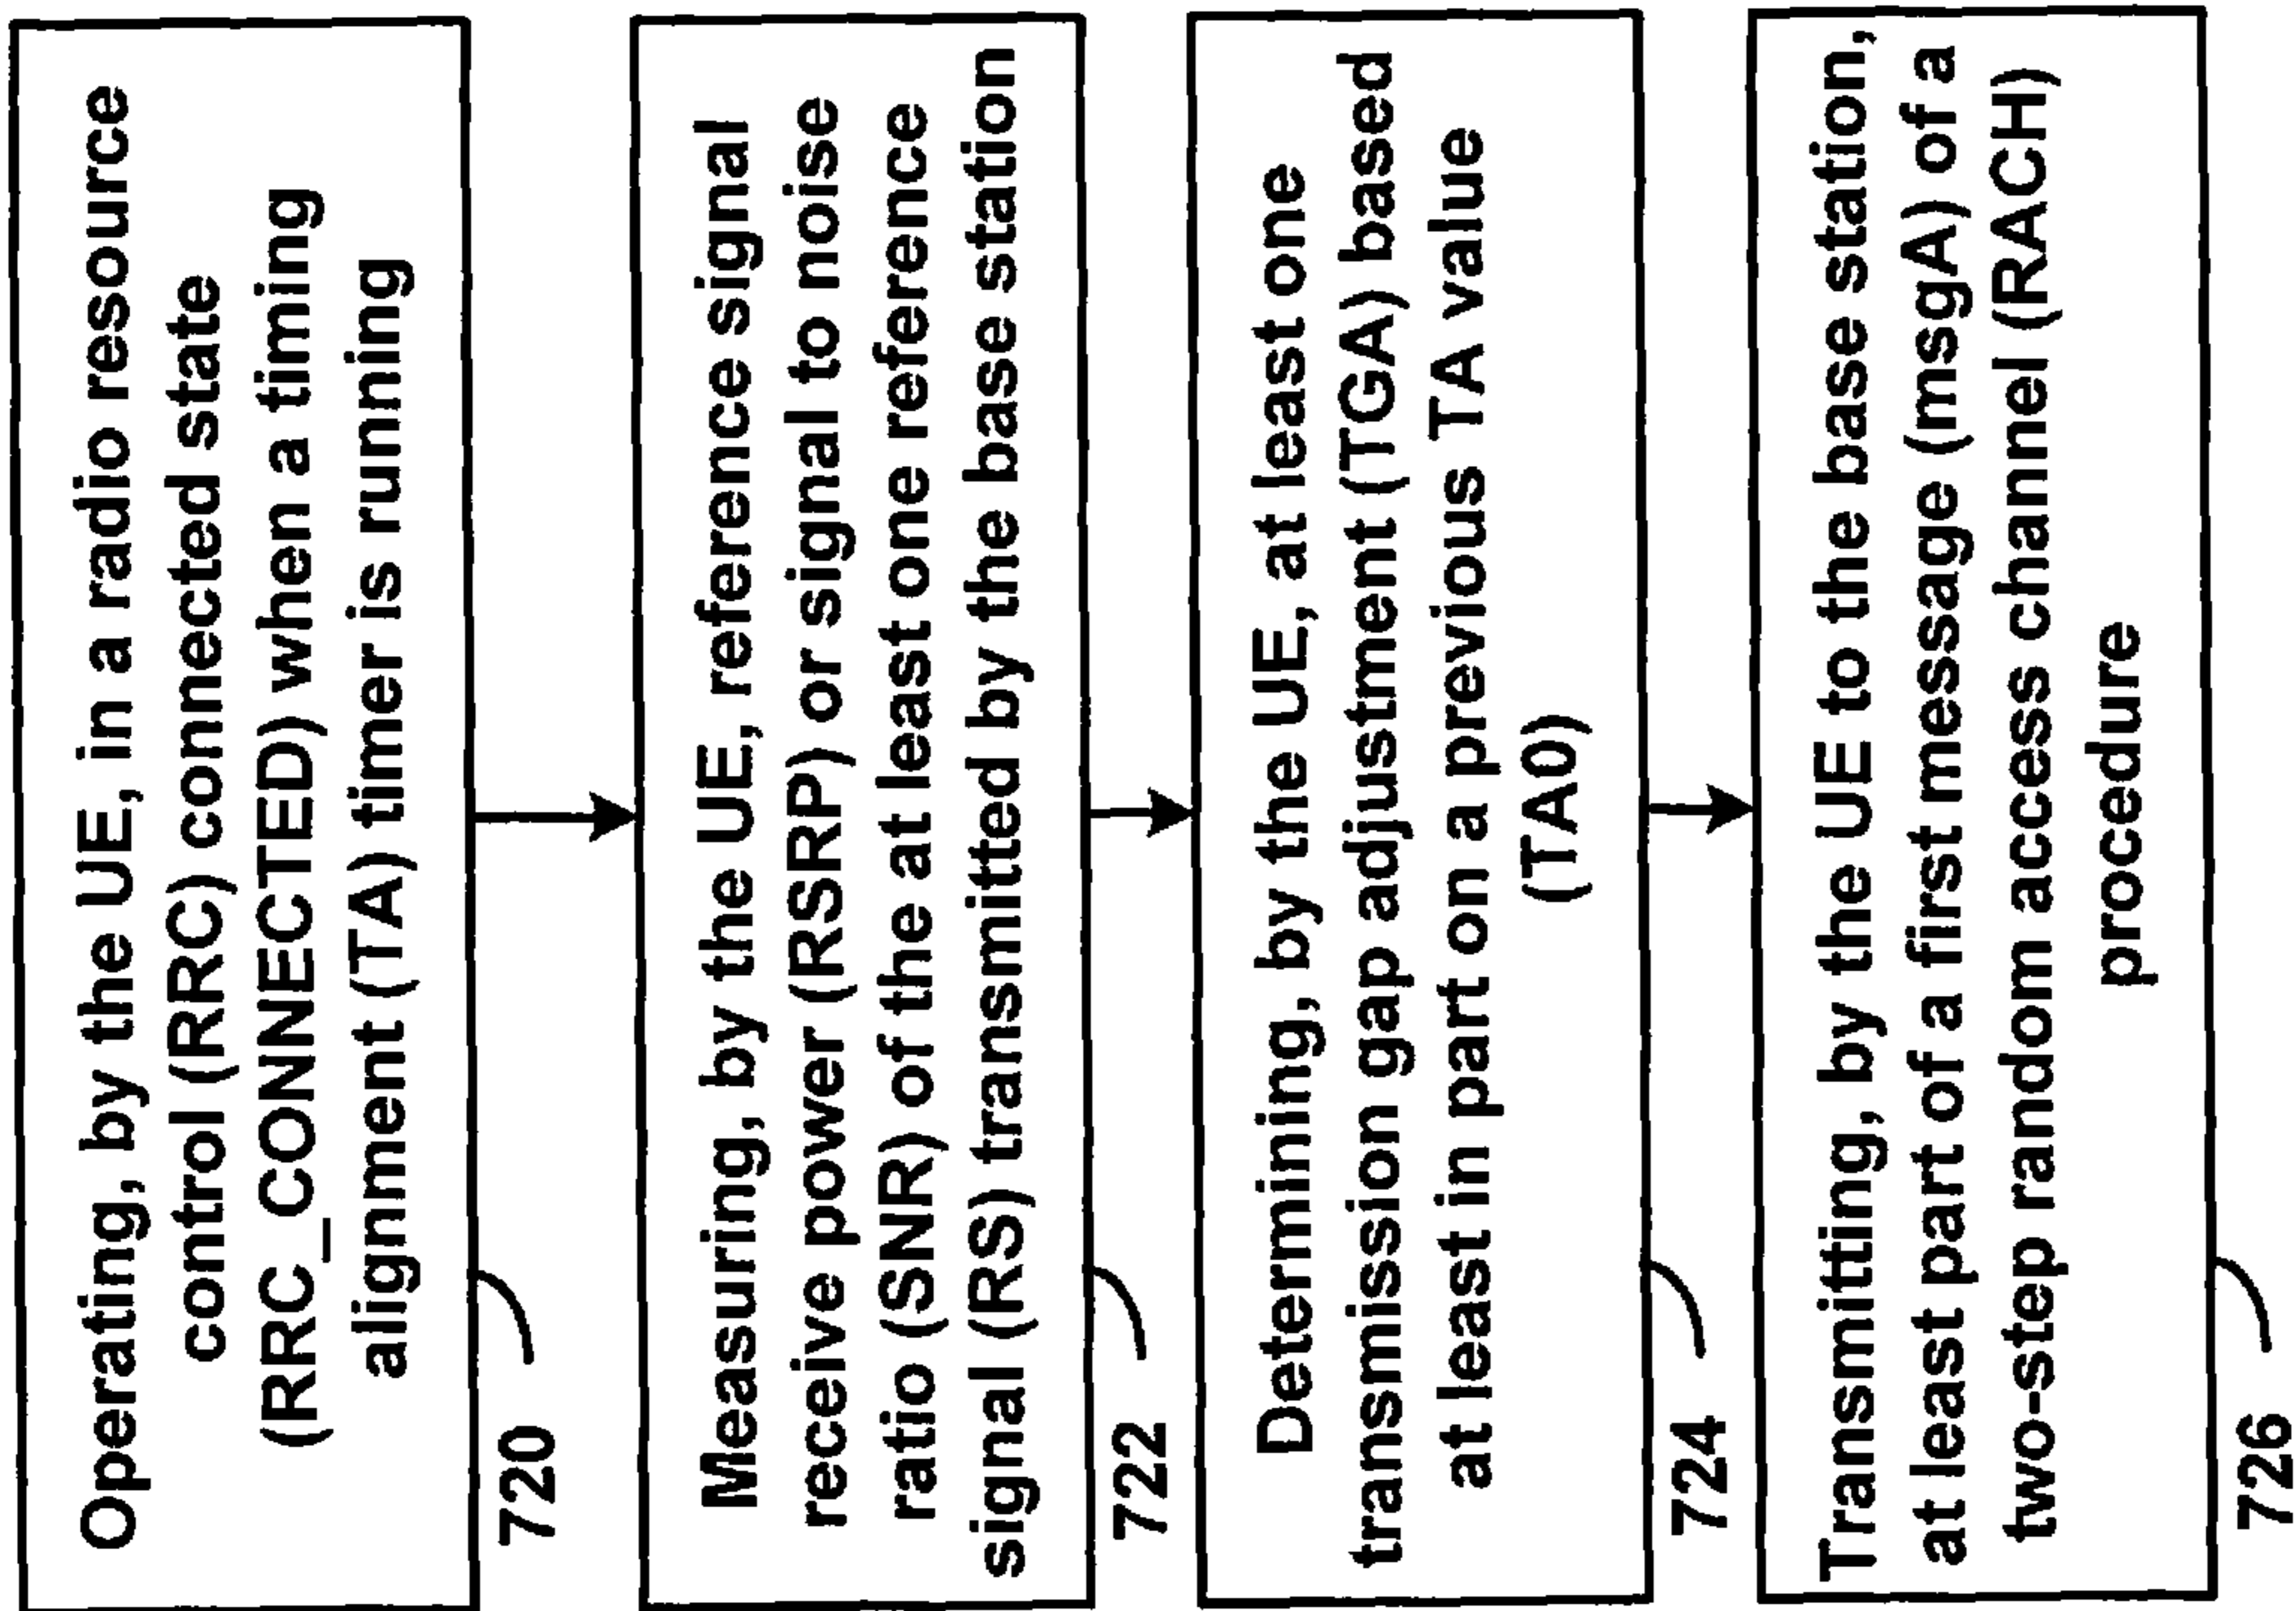 Operating, by the UE, in a radio resource
control (RRC) connected state
(RRC_CONNECTED) when a timing
alignment (TA) timer is running
720
Measuring, by the UE, reference signal
receive power (RSRP) or signal to noise
ratio (SNR) of the at least one reference
signal (RS) transmitted by the base station
722
Determining, by the UE, at least one
transmission gap adjustment (TGA) based
at least in part on a previous TA value
(TA0)
724
Transmitting, by the UE to the base station,
at least part of a first message (msgA) of a
two-step random access channel (RACH)
procedure
726